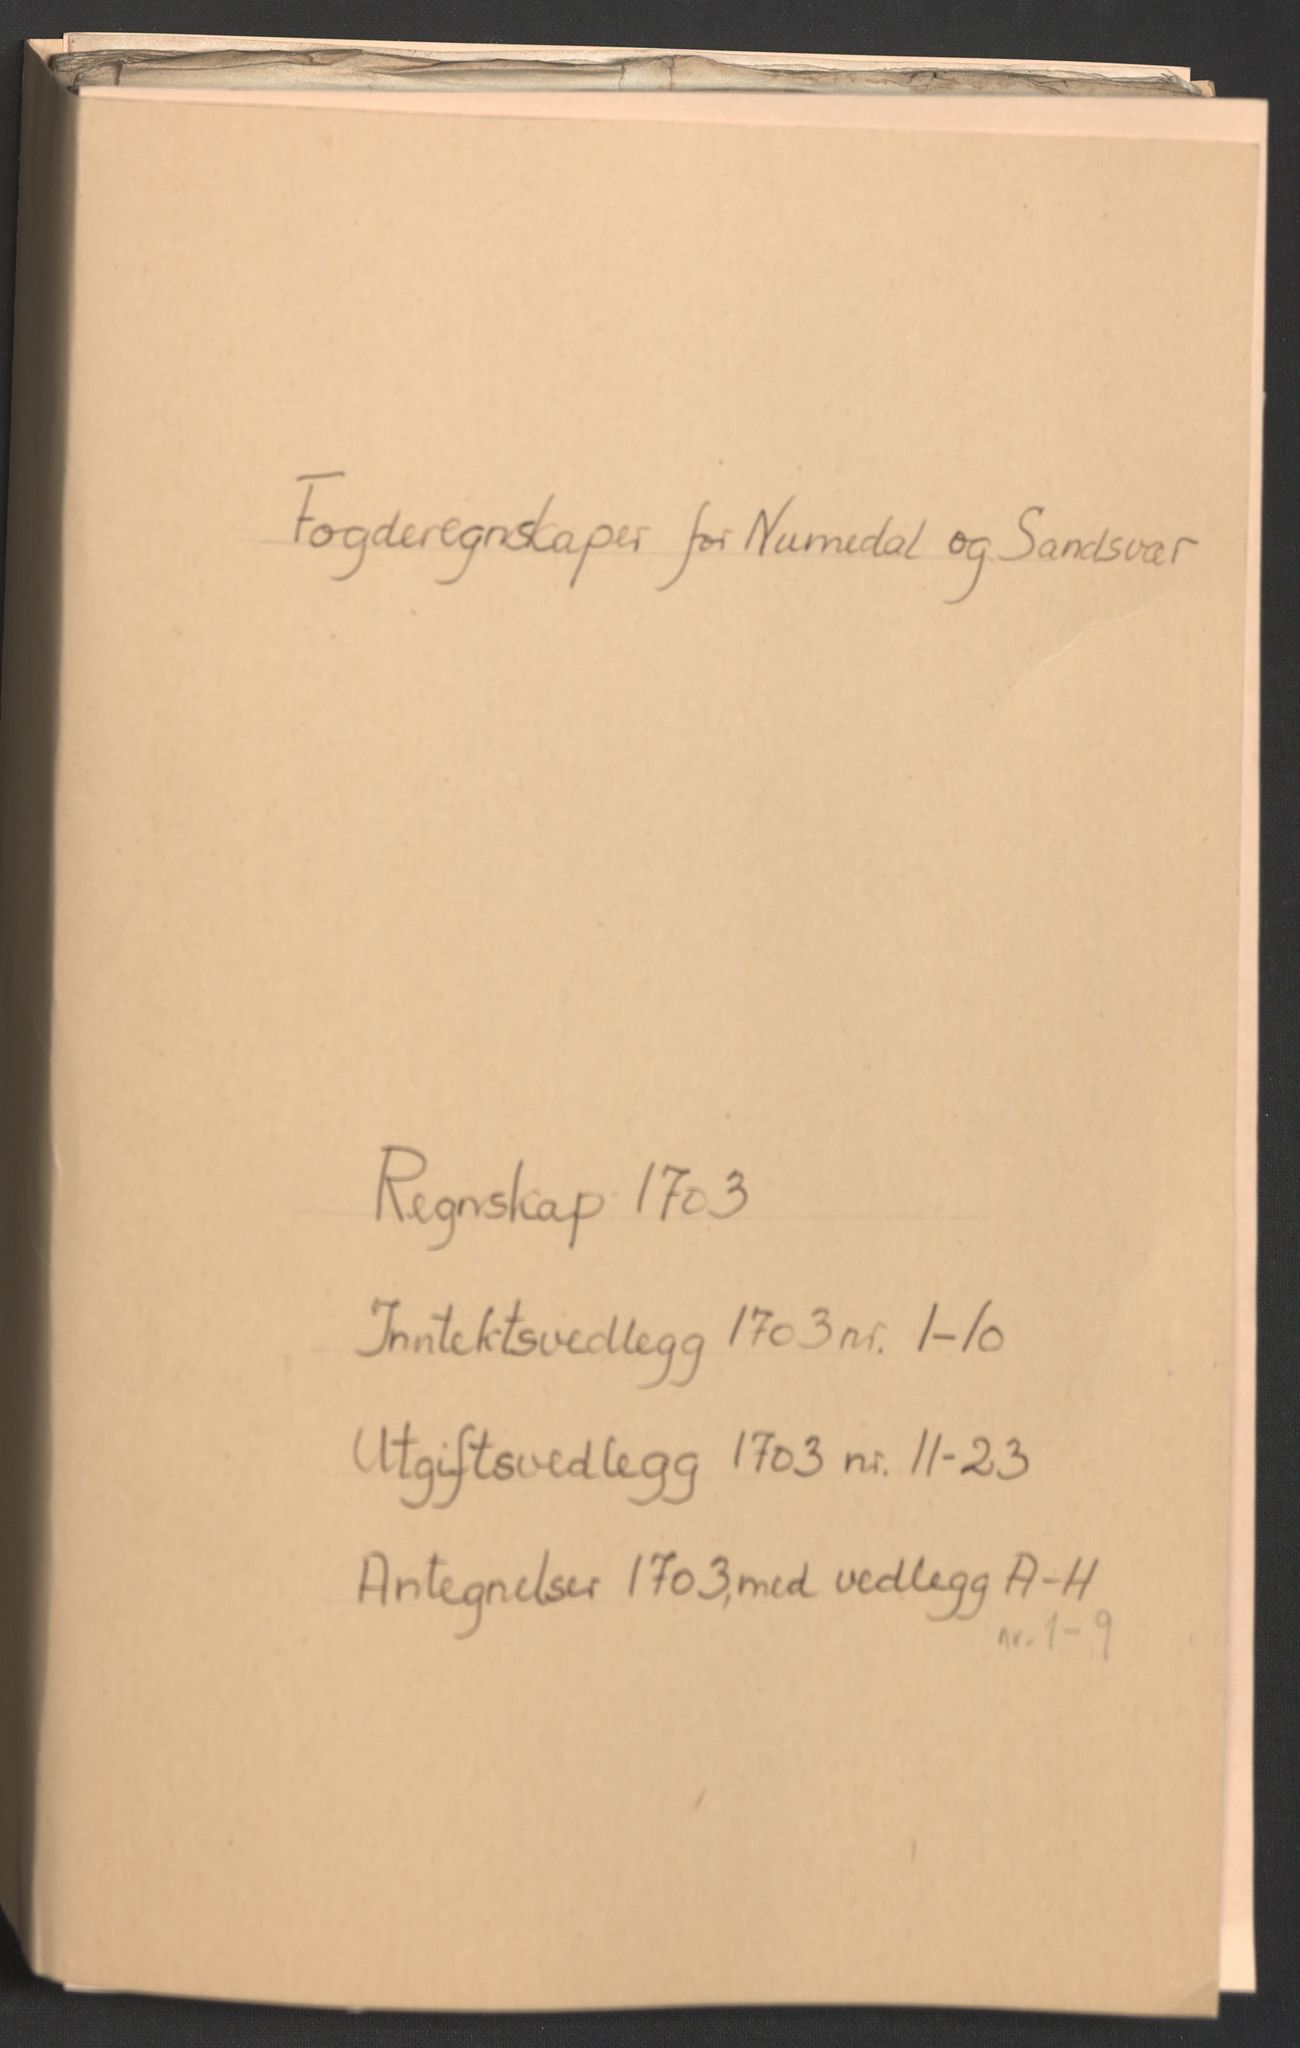 Fogderegnskaper for Numedal og Sandsvær
Regnskap 1703
Inntektsvedlegg 1703 nr. 1-10
Utgiftsvedlegg 1703 nr. 11-23
Antegnelser 1703, med vedlegg A-H
nr. 1-9